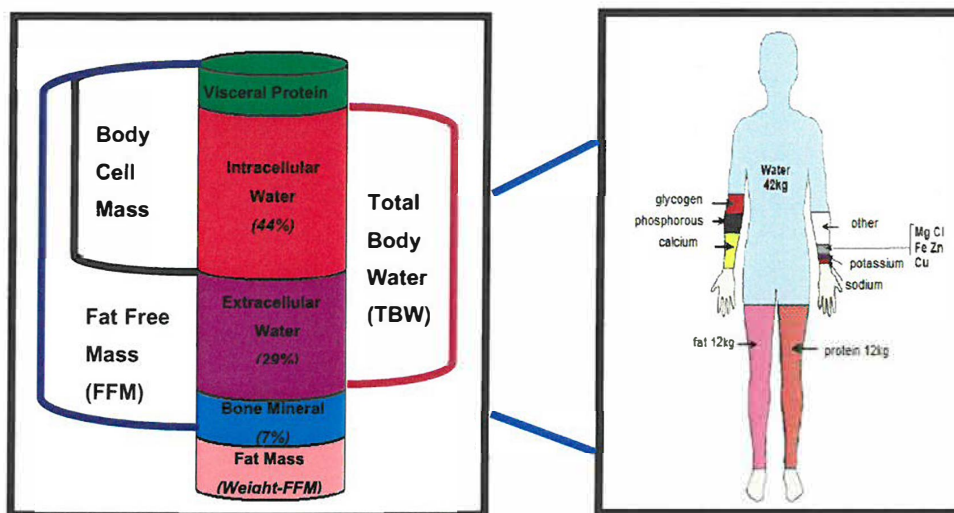 Visceral Protein
Body
Cell
Mass
Intracellular
Water
(44%)
Total
Body
Water
(TBW)
Fat Free
Mass
(FFM)
Extracellular
Water
(29%)
Bone Mineral
(7%)
Fat Mass
(Weight-FFM)
Water
42kg
glycogen
phosphorous
calcium
other
Mg Cl
Fe Zn
Cu
potassium
sodium
fat 12kg
protein 12kg